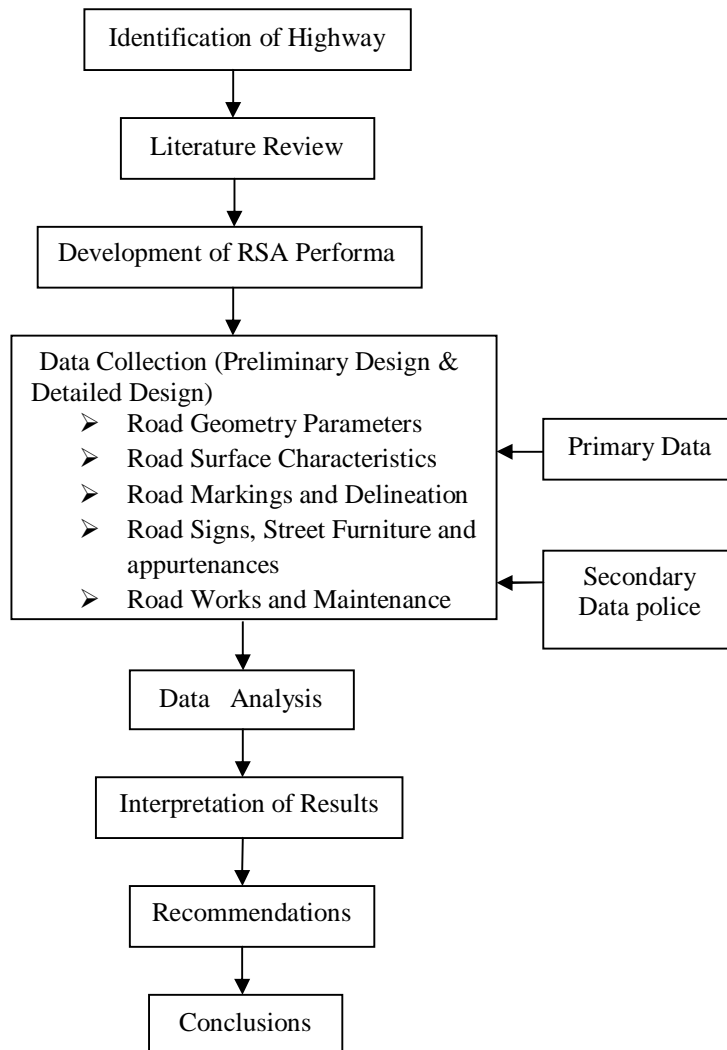 Identification of Highway
Literature Review
Development of RSA Performa
Data Collection (Preliminary Design &
Detailed Design)
➢ Road Geometry Parameters
➢ Road Surface Characteristics
➢ Road Markings and Delineation
➢ Road Signs, Street Furniture and
appurtenances
➢ Road Works and Maintenance
Primary Data
Secondary
Data police
Data Analysis
Interpretation of Results
Recommendations
Conclusions